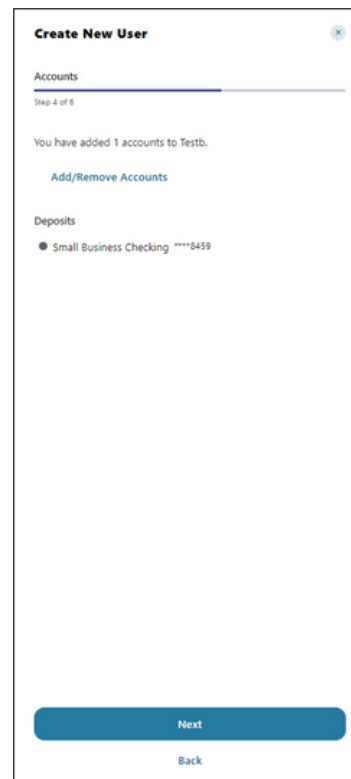 Create New User
Accounts
Step 4 of 6
You have added 1 accounts to Testb.
Add/Remove Accounts
Deposits
Small Business Checking ****8459
Next
Back